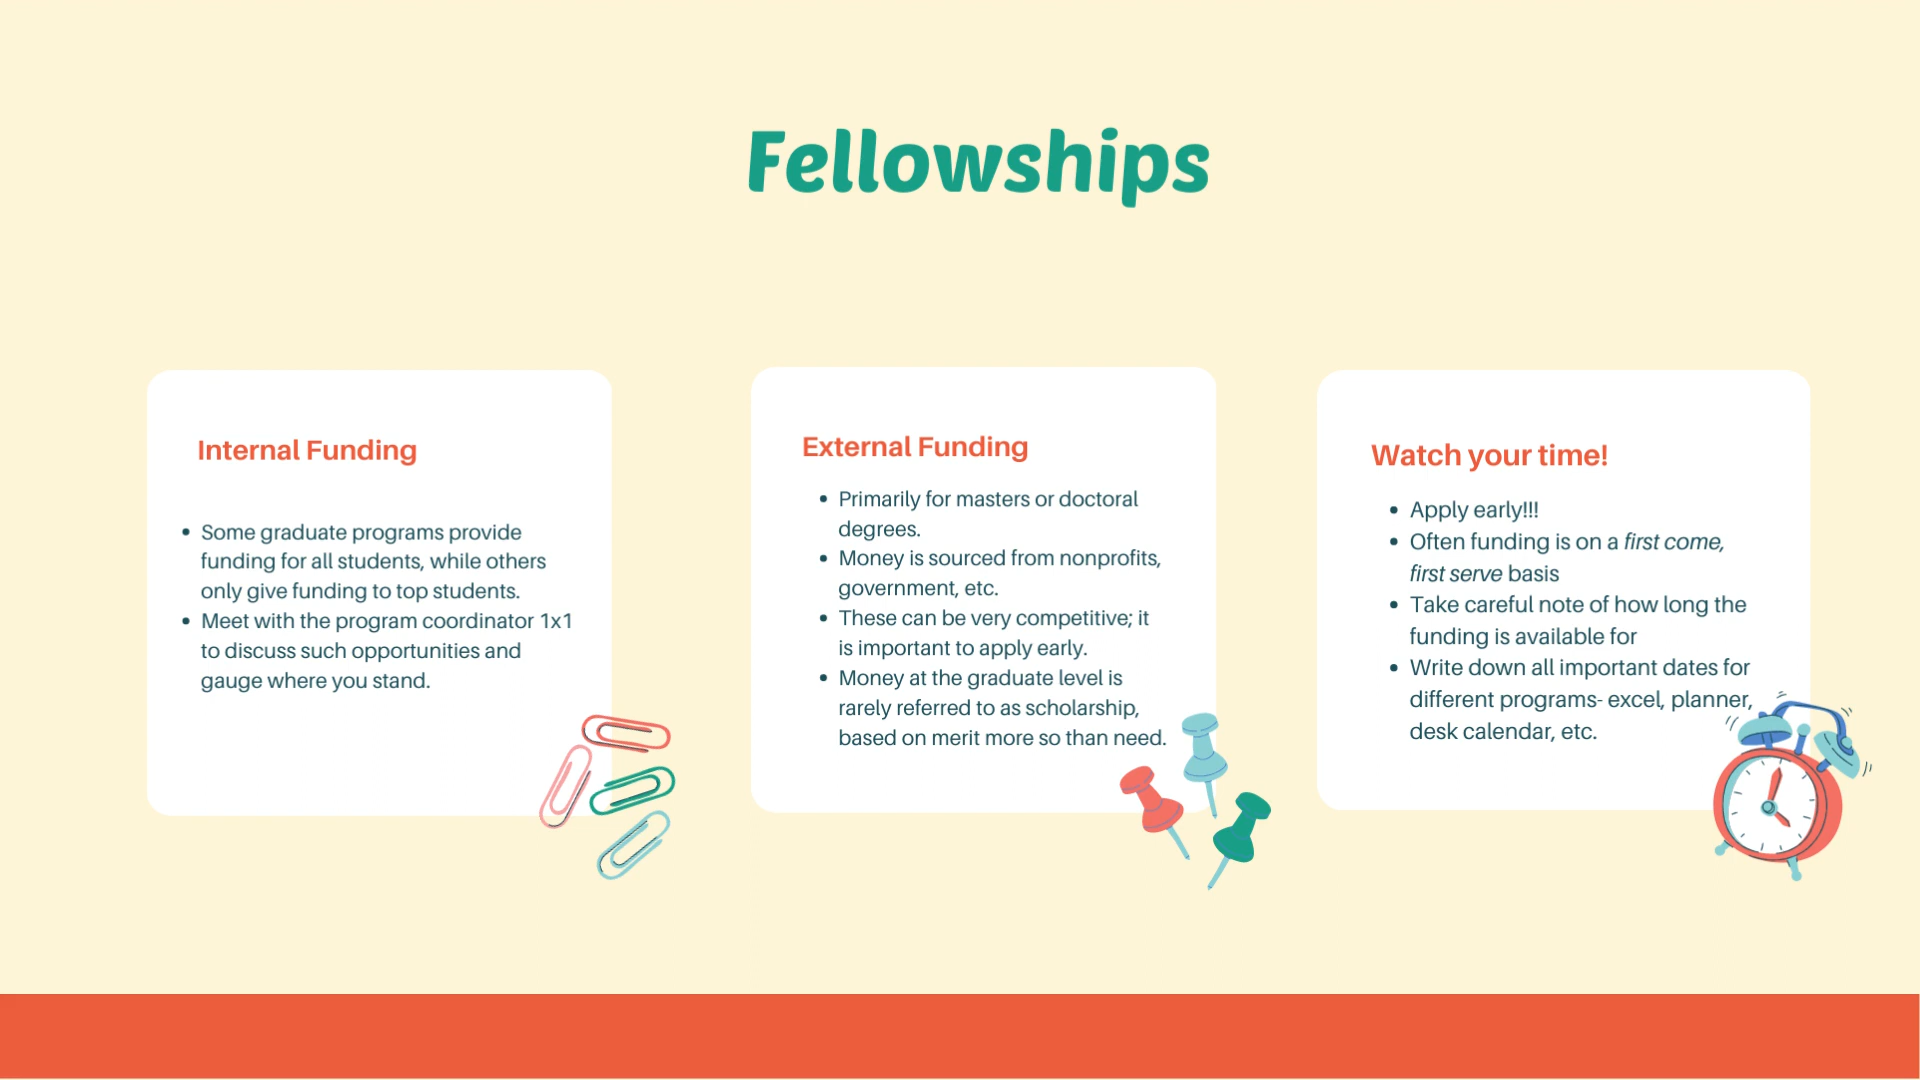 Fellowships
Internal Funding
• Some graduate programs provide
funding for all students, while others
only give funding to top students.
• Meet with the program coordinator 1x1
to discuss such opportunities and
gauge where you stand.
External Funding
• Primarily for masters or doctoral
degrees.
• Money is sourced from nonprofits,
government, etc.
• These can be very competitive; it
is important to apply early.
• Money at the graduate level is
rarely referred to as scholarship,
based on merit more so than need.
Watch your time!
• Apply early!!!
• Often funding is on a first come,
first serve basis
• Take careful note of how long the
funding is available for
• Write down all important dates for
different programs- excel, planner,
desk calendar, etc.